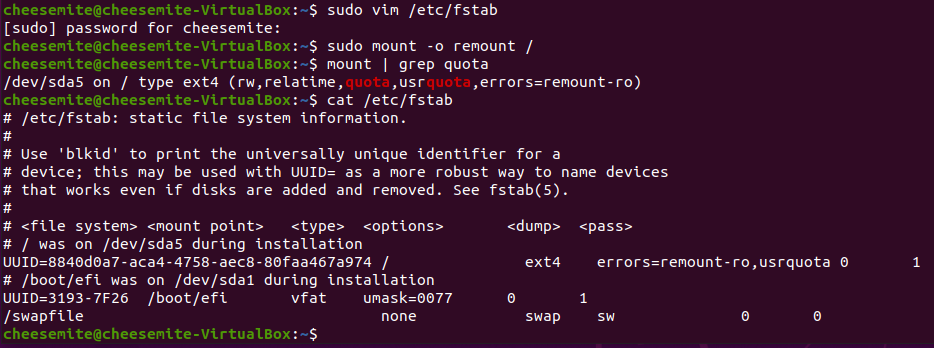 cheesemite@cheesemite-VirtualBox:~$ sudo vim /etc/fstab
[sudo] password for cheesemite:
cheesemite@cheesemite-VirtualBox:~$ sudo mount -o remount /
cheesemite@cheesemite-VirtualBox:~$ mount | grep quota
/dev/sda5 on / type ext4 (rw,relatime,quota,usrquota,errors=remount-ro)
cheesemite@cheesemite-VirtualBox:~$ cat /etc/fstab
# /etc/fstab: static file system information.
#
# Use 'blkid' to print the universally unique identifier for a
# device; this may be used with UUID= as a more robust way to name devices
# that works even if disks are added and removed. See fstab(5).
#
# <file system> <mount point>   <type>  <options>       <dump>  <pass>
# / was on /dev/sda5 during installation
UUID=8840d0a7-aca4-4758-aec8-80faa467a974 /               ext4    errors=remount-ro,usrquota 0       1
# /boot/efi was on /dev/sda1 during installation
UUID=3193-7F26  /boot/efi       vfat    umask=0077      0       1
/swapfile                                 none            swap    sw              0       0
cheesemite@cheesemite-VirtualBox:~$